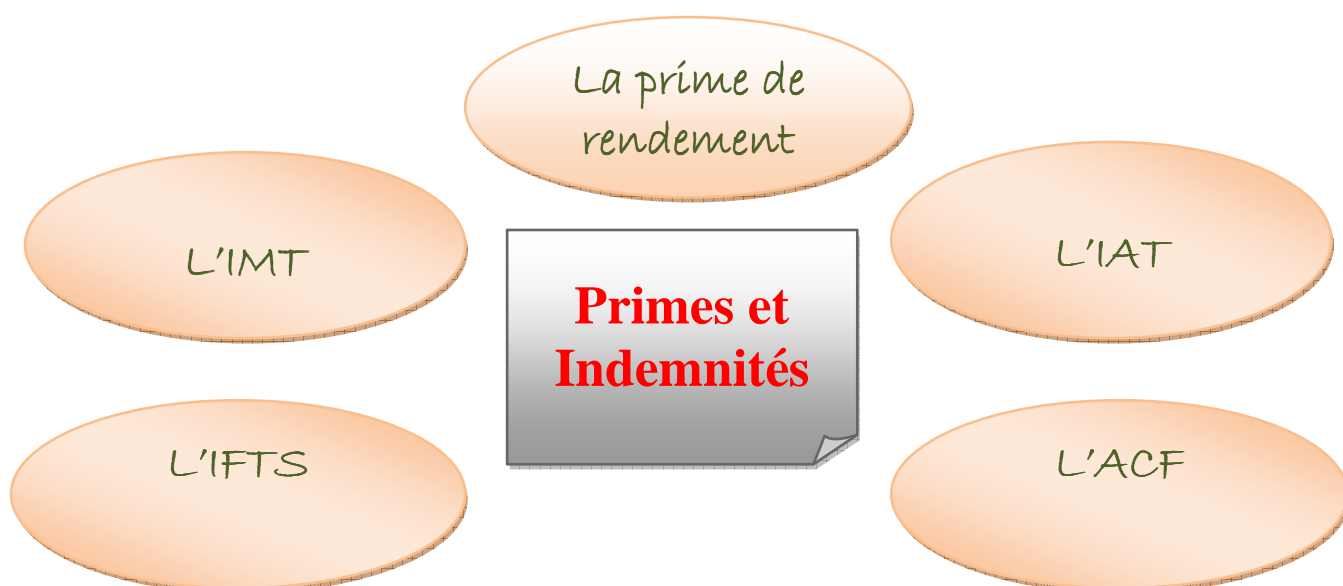 La prime de
rendement
L'IMT
L'IAT
Primes et
Indemnités
L'IFTS
L'ACF